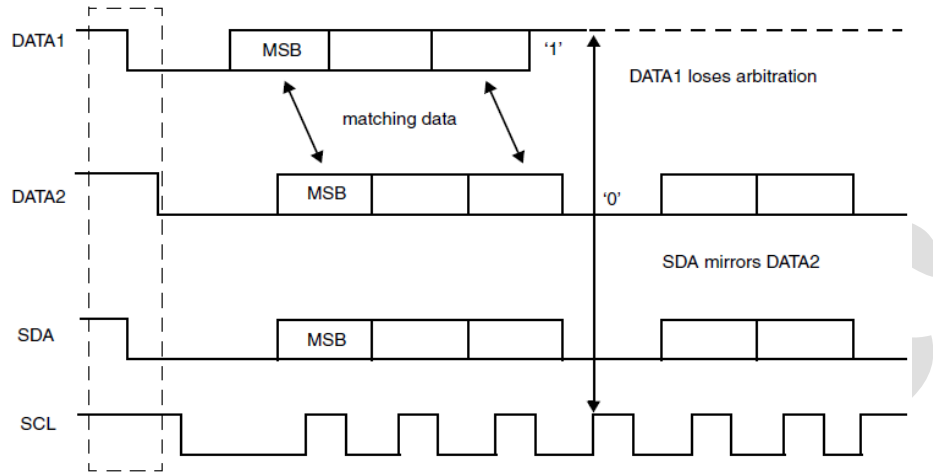 DATA1
MSB
‘1’
DATA1 loses arbitration
matching data
DATA2
MSB
‘0’
SDA mirrors DATA2
SDA
MSB
SCL